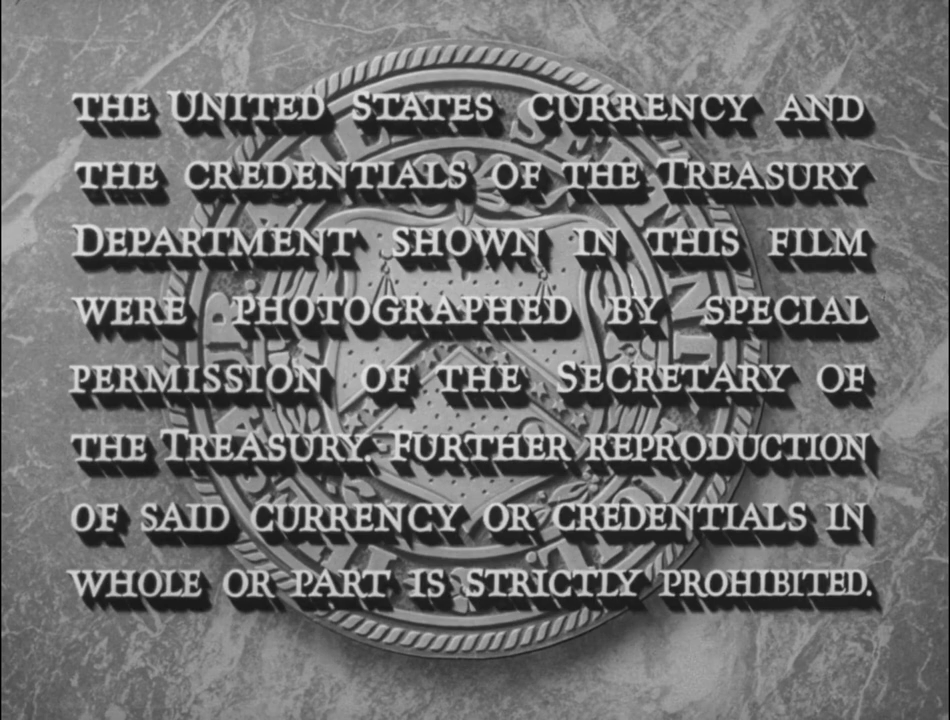 THE UNITED STATES CURRENCY AND
THE CREDENTIALS OF THE TREASURY
DEPARTMENT SHOWN IN THIS FILM
WERE PHOTOGRAPHED BY SPECIAL
PERMISSION OF THE SECRETARY OF
THE TREASURY. FURTHER REPRODUCTION
OF SAID CURRENCY OR CREDENTIALS IN
WHOLE OR PART IS STRICTLY PROHIBITED.